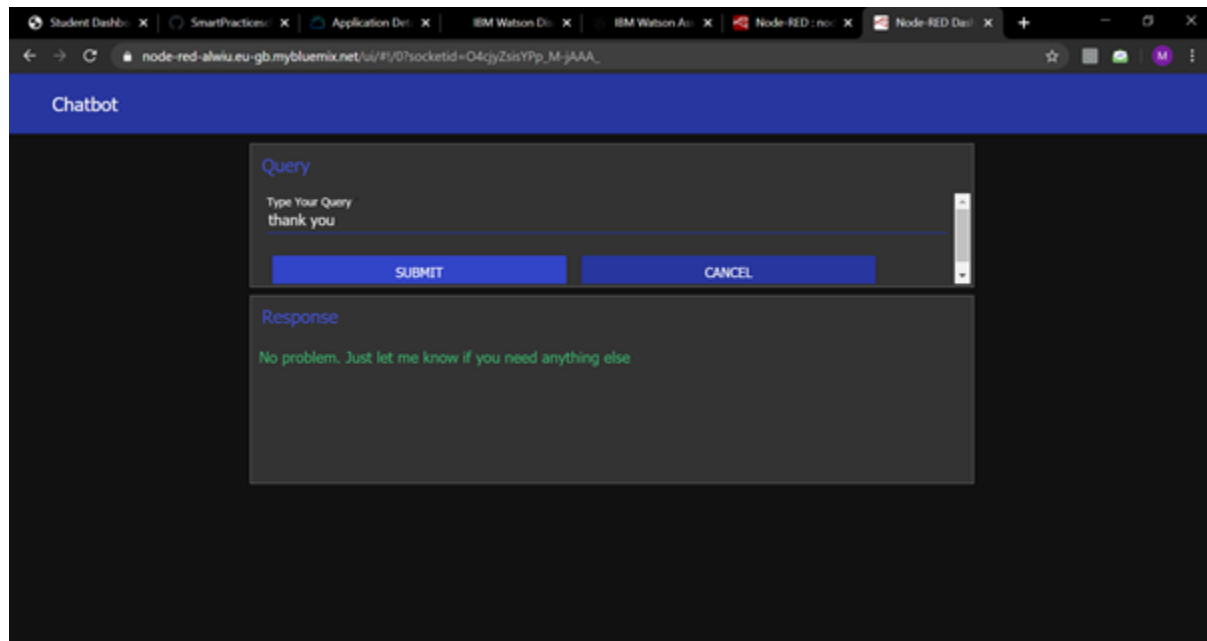 Student Dashb
SmartPractices
Application Det
IBM Watson Dis
IBM Watson As
Node-RED : no
Node-RED Das
node-red-alwiu.eu-gb.mybluemix.net/ui/#!/0?socketid=O4cjyZsisYPp_M-jAAA_
M
Chatbot
Query
Type Your Query
thank you
SUBMIT
CANCEL
Response
No problem. Just let me know if you need anything else